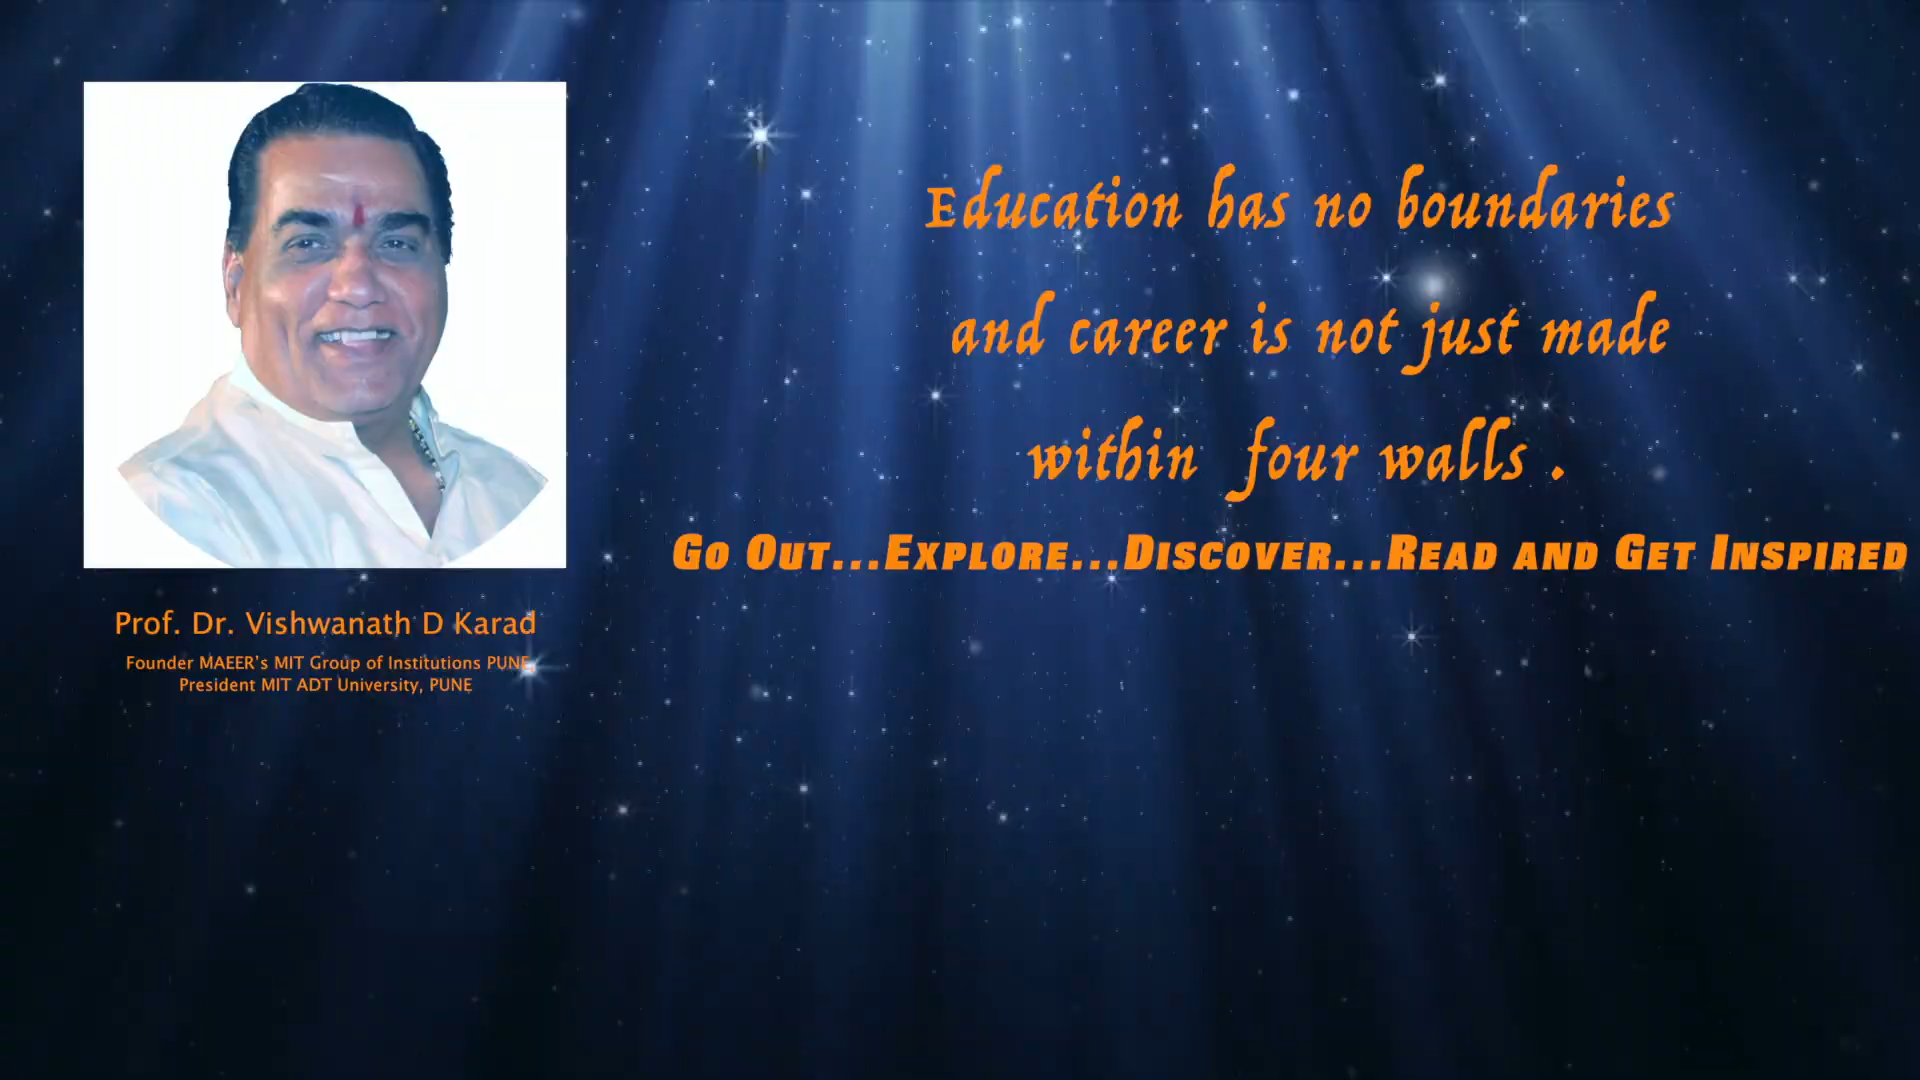 Education has no boundaries
and career is not just made
within four walls .
Go Out...Explore...Discover...Read and Get Inspired
Prof. Dr. Vishwanath D Karad
Founder MAEER's MIT Group of Institutions PUNE,
President MIT ADT University, PUNE